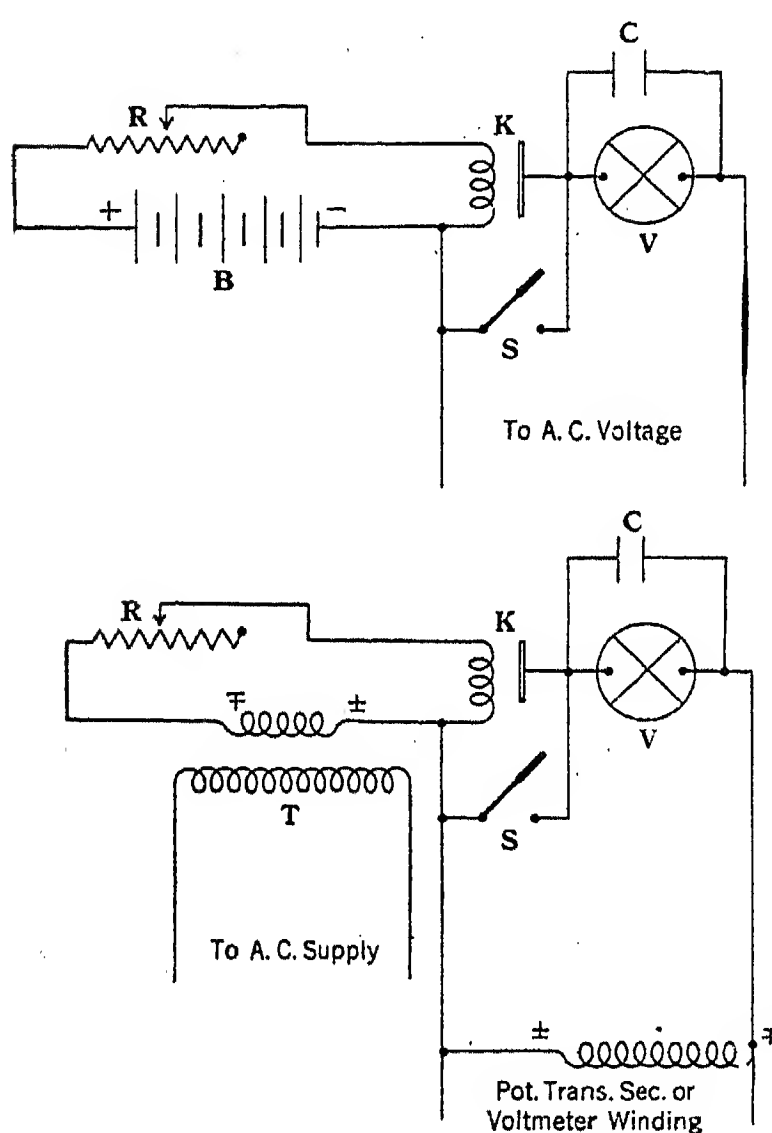 C
R
K
+
−
B
V
S
To A. C. Voltage
C
R
K
∓
±
V
T
S
To A. C. Supply
±
∓
Pot. Trans. Sec. or
Voltmeter Winding